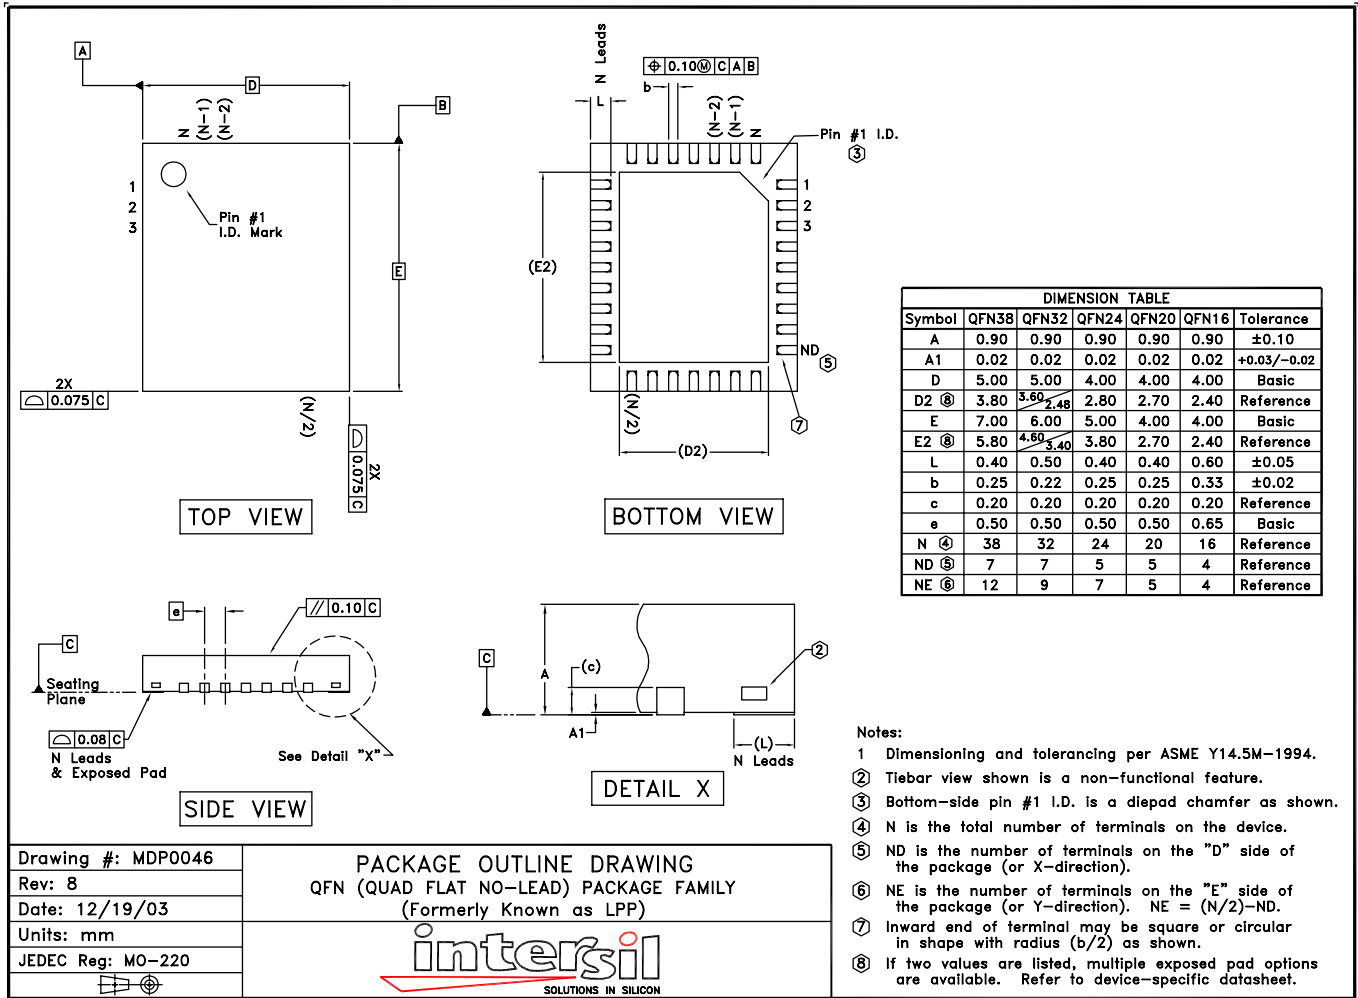 A
D
B
N
(N-1)
(N-2)
1
2
3
Pin #1
I.D. Mark
E
2X
0.075 C
(N/2)
2X
0.075 C
TOP VIEW
N Leads
L
0.10Ⓜ C A B
b
(N-2)
(N-1)
N
Pin #1 I.D.
3
1
2
3
(E2)
ND
5
7
(N/2)
(D2)
BOTTOM VIEW
DIMENSION TABLE
Symbol QFN38 QFN32 QFN24 QFN20 QFN16 Tolerance
A 0.90 0.90 0.90 0.90 0.90 ±0.10
A1 0.02 0.02 0.02 0.02 0.02 +0.03/-0.02
D 5.00 5.00 4.00 4.00 4.00 Basic
D2 ⑧ 3.80 3.60/2.48 2.80 2.70 2.40 Reference
E 7.00 6.00 5.00 4.00 4.00 Basic
E2 ⑧ 5.80 4.60/3.40 3.80 2.70 2.40 Reference
L 0.40 0.50 0.40 0.40 0.60 ±0.05
b 0.25 0.22 0.25 0.25 0.33 ±0.02
c 0.20 0.20 0.20 0.20 0.20 Reference
e 0.50 0.50 0.50 0.50 0.65 Basic
N ④ 38 32 24 20 16 Reference
ND ⑤ 7 7 5 5 4 Reference
NE ⑥ 12 9 7 5 4 Reference
e
// 0.10 C
C
Seating
Plane
0.08 C
N Leads
& Exposed Pad
See Detail "X"
SIDE VIEW
C
A
(c)
2
A1
(L)
N Leads
DETAIL X
Notes:
1 Dimensioning and tolerancing per ASME Y14.5M-1994.
② Tiebar view shown is a non-functional feature.
③ Bottom-side pin #1 I.D. is a diepad chamfer as shown.
④ N is the total number of terminals on the device.
⑤ ND is the number of terminals on the "D" side of
the package (or X-direction).
⑥ NE is the number of terminals on the "E" side of
the package (or Y-direction). NE = (N/2)-ND.
⑦ Inward end of terminal may be square or circular
in shape with radius (b/2) as shown.
⑧ If two values are listed, multiple exposed pad options
are available. Refer to device-specific datasheet.
Drawing #: MDP0046
Rev: 8
Date: 12/19/03
Units: mm
JEDEC Reg: MO-220
PACKAGE OUTLINE DRAWING
QFN (QUAD FLAT NO-LEAD) PACKAGE FAMILY
(Formerly Known as LPP)
intersil
SOLUTIONS IN SILICON